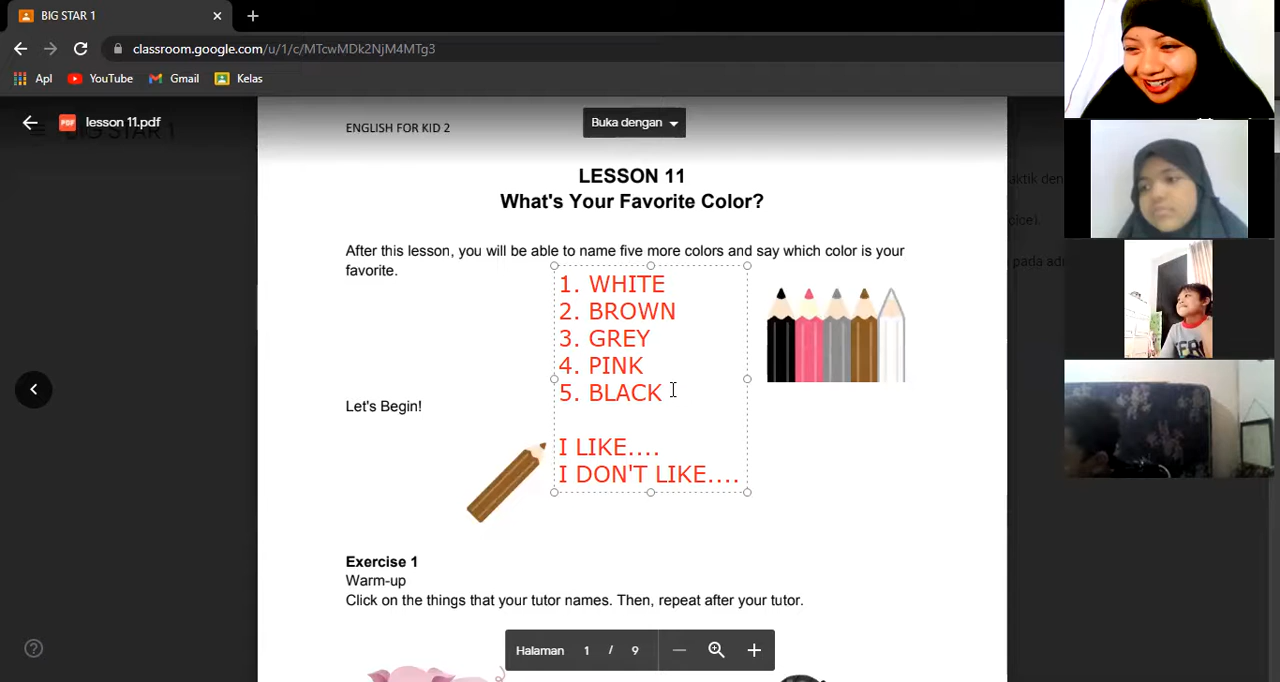 BIG STAR 1
classroom.google.com/u/1/c/MTcwMDk2NjM4MTg3
Apl
YouTube
Gmail
Kelas
PDF
lesson 11.pdf
BIG STAR 1
ENGLISH FOR KID 2
Buka dengan
LESSON 11
What's Your Favorite Color?
After this lesson, you will be able to name five more colors and say which color is your
favorite.
1. WHITE
2. BROWN
3. GREY
4. PINK
5. BLACK
I LIKE....
I DON'T LIKE....
Let's Begin!
Exercise 1
Warm-up
Click on the things that your tutor names. Then, repeat after your tutor.
Halaman 1 / 9